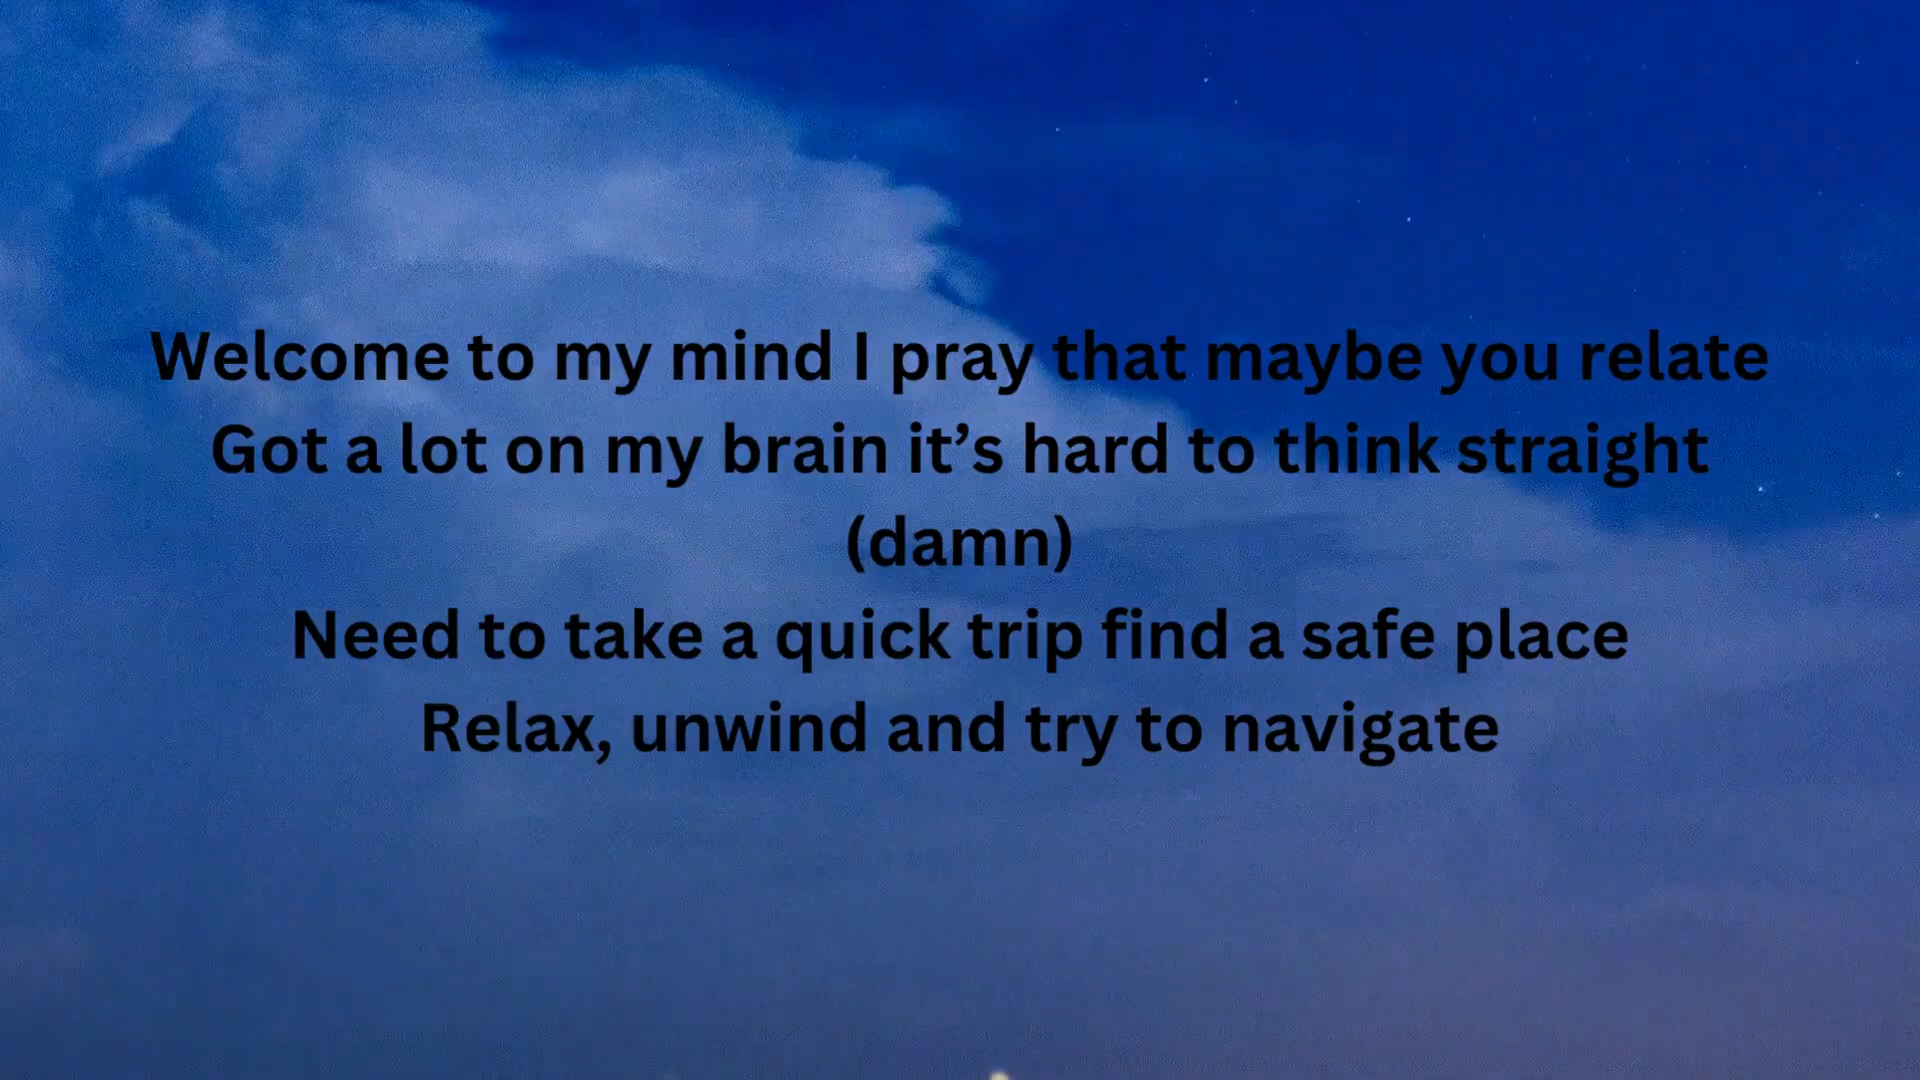 Welcome to my mind I pray that maybe you relate
Got a lot on my brain it’s hard to think straight
(damn)
Need to take a quick trip find a safe place
Relax, unwind and try to navigate